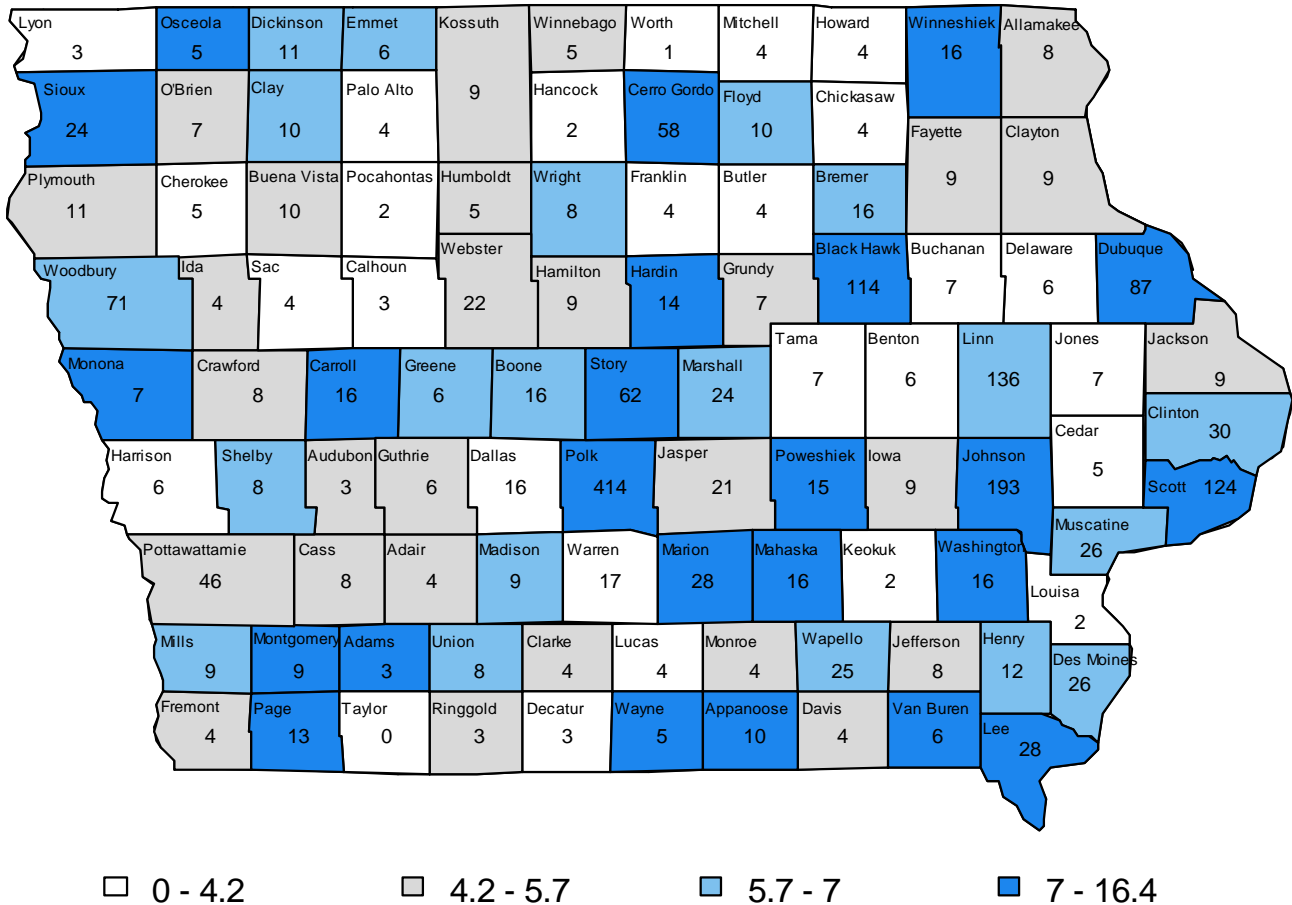 Lyon
3
Osceola
5
Dickinson
11
Emmet
6
Kossuth
9
Winnebago
5
Worth
1
Mitchell
4
Howard
4
Winneshiek
16
Allamakee
8
Sioux
24
O'Brien
7
Clay
10
Palo Alto
4
Hancock
2
Cerro Gordo
58
Floyd
10
Chickasaw
4
Fayette
9
Clayton
9
Plymouth
11
Cherokee
5
Buena Vista
10
Pocahontas
2
Humboldt
5
Wright
8
Franklin
4
Butler
4
Bremer
16
Woodbury
71
Ida
4
Sac
4
Calhoun
3
Webster
22
Hamilton
9
Hardin
14
Grundy
7
Black Hawk
114
Buchanan
7
Delaware
6
Dubuque
87
Monona
7
Crawford
8
Carroll
16
Greene
6
Boone
16
Story
62
Marshall
24
Tama
7
Benton
6
Linn
136
Jones
7
Jackson
9
Clinton
30
Cedar
5
Harrison
6
Shelby
8
Audubon
3
Guthrie
6
Dallas
16
Polk
414
Jasper
21
Poweshiek
15
Iowa
9
Johnson
193
Scott 124
Muscatine
26
Pottawattamie
46
Cass
8
Adair
4
Madison
9
Warren
17
Marion
28
Mahaska
16
Keokuk
2
Washington
16
Louisa
2
Mills
9
Montgomery
9
Adams
3
Union
8
Clarke
4
Lucas
4
Monroe
4
Wapello
25
Jefferson
8
Henry
12
Des Moines
26
Fremont
4
Page
13
Taylor
0
Ringgold
3
Decatur
3
Wayne
5
Appanoose
10
Davis
4
Van Buren
6
Lee
28
0 - 4.2
4.2 - 5.7
5.7 - 7
7 - 16.4